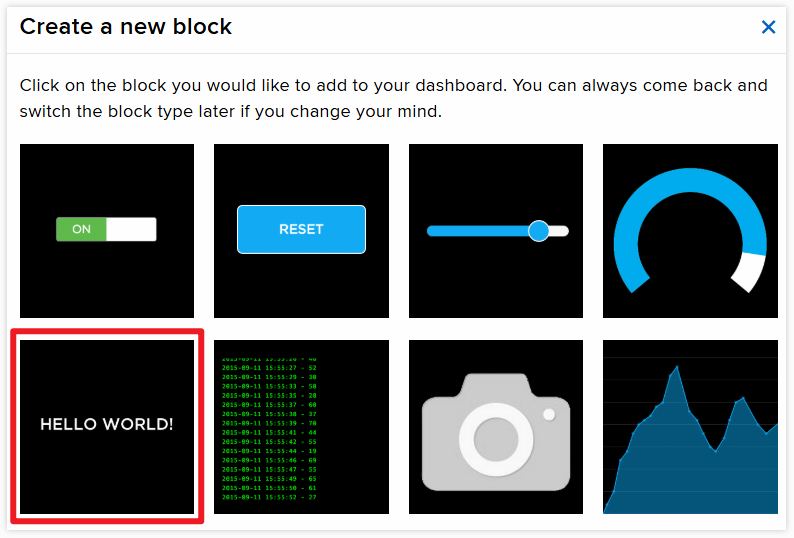 Create a new block
Click on the block you would like to add to your dashboard. You can always come back and
switch the block type later if you change your mind.
ON
RESET
HELLO WORLD!
2015-09-11 15:55:27 - 52
2015-09-11 15:55:29 - 38
2015-09-11 15:55:33 - 58
2015-09-11 15:55:35 - 28
2015-09-11 15:55:37 - 60
2015-09-11 15:55:38 - 37
2015-09-11 15:55:39 - 70
2015-09-11 15:55:41 - 44
2015-09-11 15:55:42 - 55
2015-09-11 15:55:44 - 19
2015-09-11 15:55:46 - 69
2015-09-11 15:55:47 - 55
2015-09-11 15:55:49 - 65
2015-09-11 15:55:50 - 61
2015-09-11 15:55:52 - 27